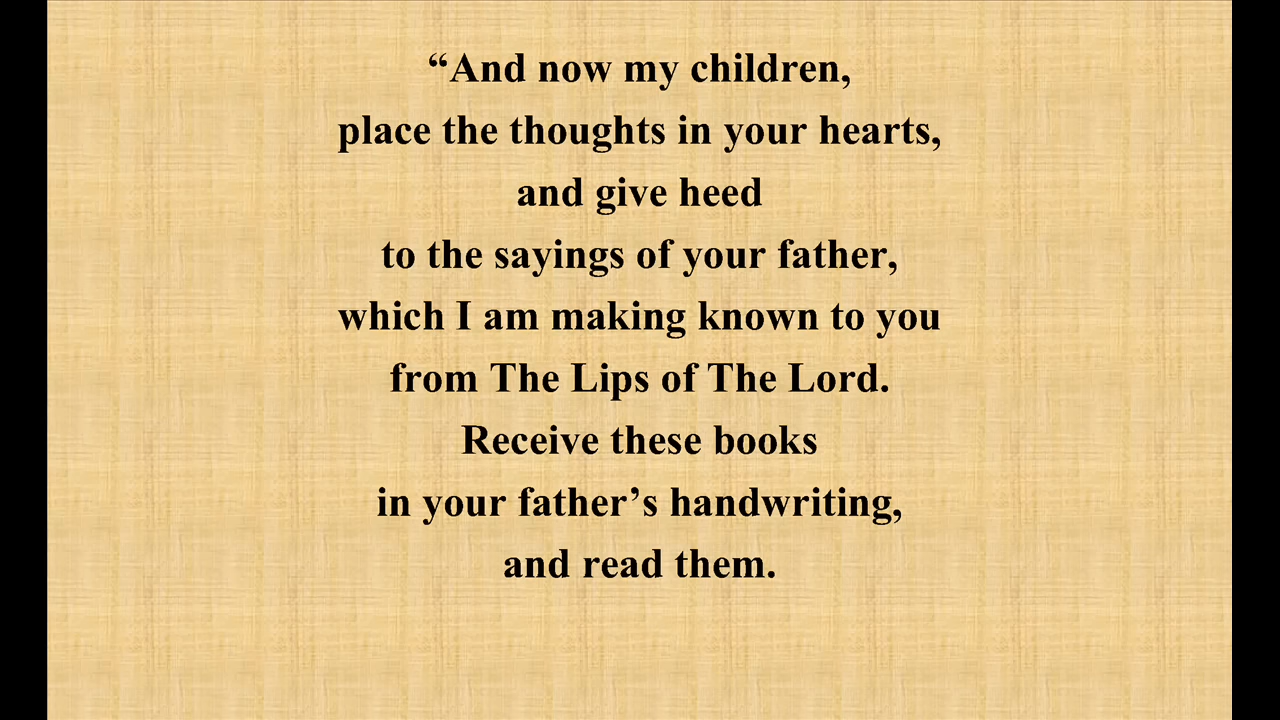 “And now my children,
place the thoughts in your hearts,
and give heed
to the sayings of your father,
which I am making known to you
from The Lips of The Lord.
Receive these books
in your father’s handwriting,
and read them.